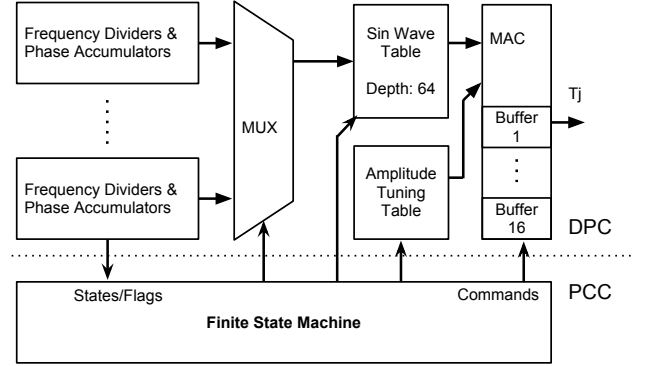 Frequency Dividers &
Phase Accumulators
Frequency Dividers &
Phase Accumulators
MUX
Sin Wave
Table
Depth: 64
Amplitude
Tuning
Table
MAC
Buffer
1
Buffer
16
Tj
DPC
States/Flags
Commands
PCC
Finite State Machine